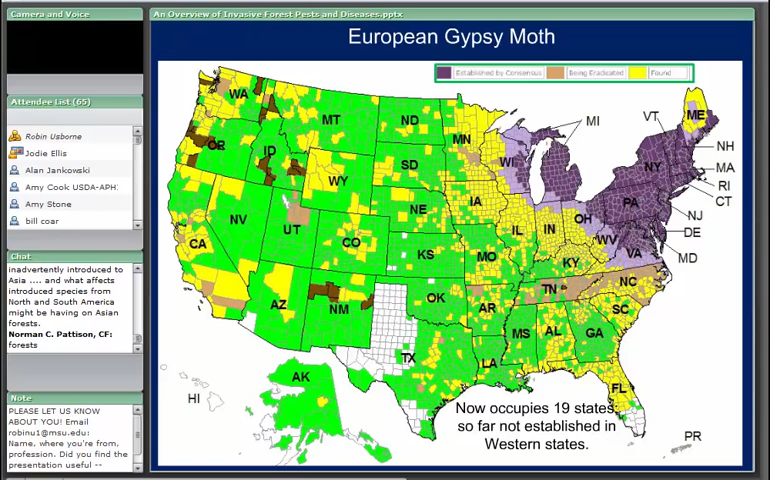 Camera and Voice
An Overview of Invasive Forest Pests and Diseases.pptx
European Gypsy Moth
Established by Consensus
Being Eradicated
Found
Attendee List (65)
Robin Usborne
Jodie Ellis
Alan Jankowski
Amy Cook USDA-APH
Amy Stone
bill coar
Chat
inadvertently introduced to
Asia .... and what affects
introduced species from
North and South America
might be having on Asian
forests.
Norman C. Pattison, CF:
forests
Note
PLEASE LET US KNOW
ABOUT YOU! Email
robinu1@msu.edu:
Name, where you're from,
profession. Did you find the
presentation useful --
WA
MT
ND
MN
MI
VT
ME
OR
ID
SD
WI
NY
NH
MA
WY
RI
CT
IA
PA
NJ
NE
OH
NV
IL
IN
DE
UT
CO
WV
CA
KS
MO
VA
MD
KY
AZ
NM
OK
AR
TN
NC
SC
MS
AL
GA
TX
LA
AK
HI
FL
PR
Now occupies 19 states,
so far not established in
Western states.